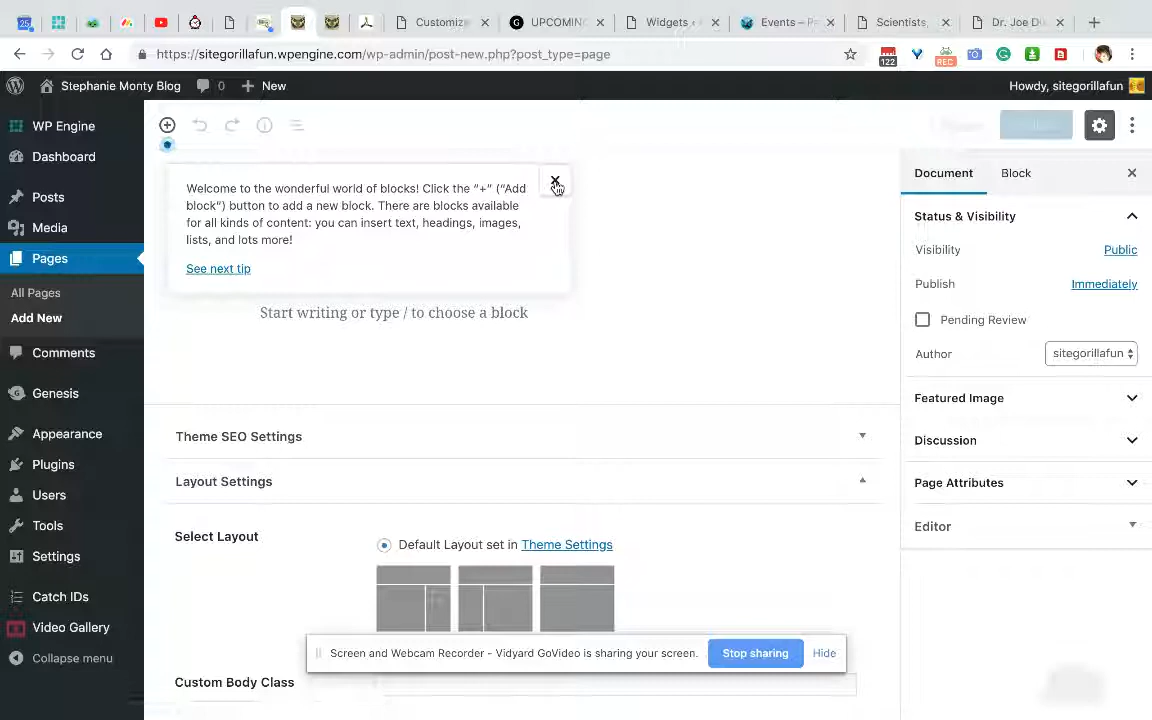 25
Customize
UPCOMING
Widgets
Events – P
Scientists,
Dr. Joe D
https://sitegorillafun.wpengine.com/wp-admin/post-new.php?post_type=page
122
REC
Stephanie Monty Blog
0
New
Howdy, sitegorillafun
WP Engine
Dashboard
Posts
Media
Pages
All Pages
Add New
Comments
Genesis
Appearance
Plugins
Users
Tools
Settings
Catch IDs
Video Gallery
Collapse menu
Welcome to the wonderful world of blocks! Click the “+” (“Add
block”) button to add a new block. There are blocks available
for all kinds of content: you can insert text, headings, images,
lists, and lots more!
See next tip
Start writing or type / to choose a block
Theme SEO Settings
Layout Settings
Select Layout
Default Layout set in Theme Settings
Custom Body Class
Document
Block
Status & Visibility
Visibility
Public
Publish
Immediately
Pending Review
Author
sitegorillafun
Featured Image
Discussion
Page Attributes
Editor
Screen and Webcam Recorder - Vidyard GoVideo is sharing your screen.
Stop sharing
Hide